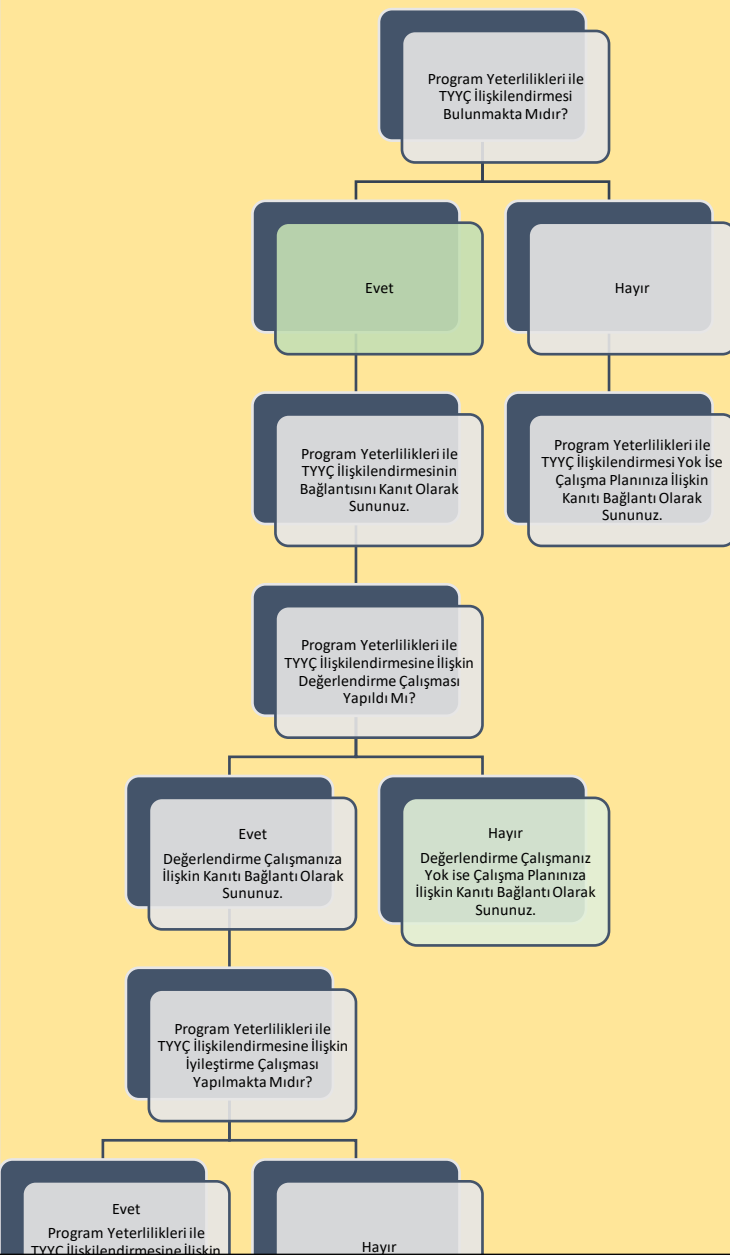 Program Yeterlilikleri ile
TYYÇ İlişkilendirmesi
Bulunmakta Mıdır?
Evet
Hayır
Program Yeterlilikleri ile
TYYÇ İlişkilendirmesinin
Bağlantısını Kanıt Olarak
Sununuz.
Program Yeterlilikleri ile
TYYÇ İlişkilendirmesi Yok İse
Çalışma Planınıza İlişkin
Kanıtı Bağlantı Olarak
Sununuz.
Program Yeterlilikleri ile
TYYÇ İlişkilendirmesine İlişkin
Değerlendirme Çalışması
Yapıldı Mı?
Evet
Değerlendirme Çalışmanıza
İlişkin Kanıtı Bağlantı Olarak
Sununuz.
Hayır
Değerlendirme Çalışmanız
Yok ise Çalışma Planınıza
İlişkin Kanıtı Bağlantı Olarak
Sununuz.
Program Yeterlilikleri ile
TYYÇ İlişkilendirmesine İlişkin
İyileştirme Çalışması
Yapılmakta Mıdır?
Evet
Program Yeterlilikleri ile
TYYÇ İlişkilendirmesine İlişkin
Hayır